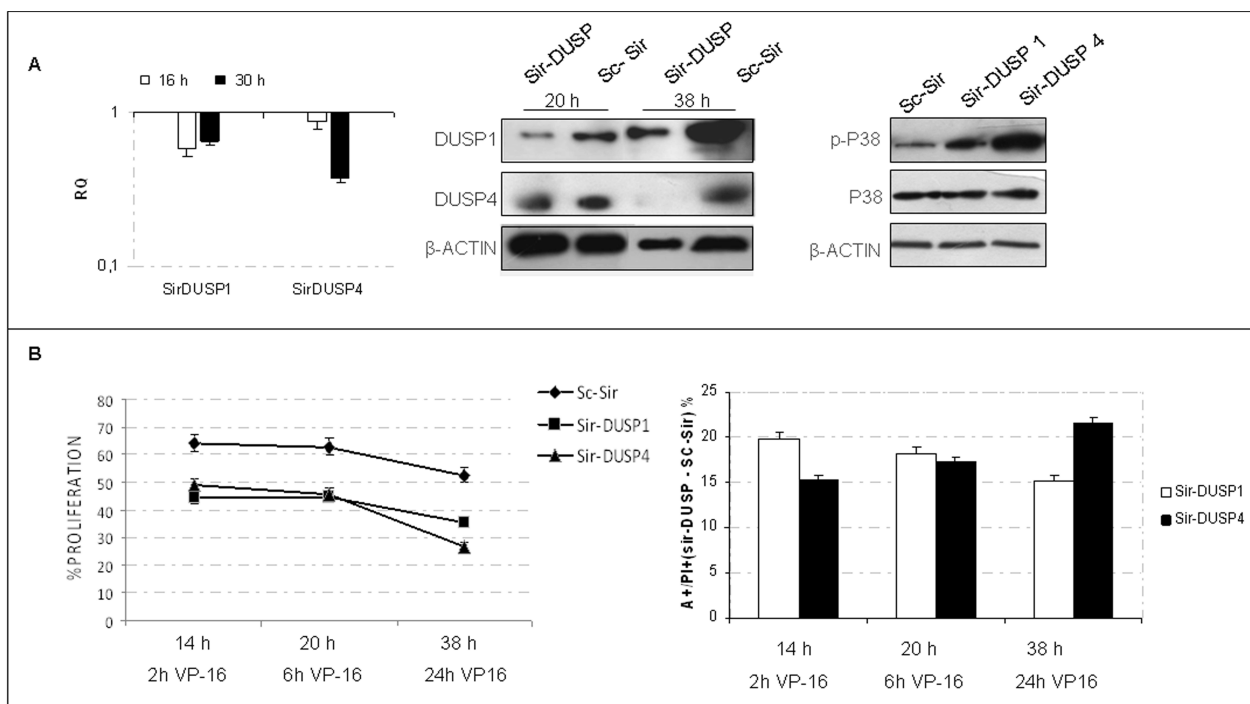 A
16 h 30 h
1
RQ
0,1
SirDUSP1 SirDUSP4
Sir-DUSP Sc- Sir Sir-DUSP Sc-Sir
20 h 38 h
DUSP1
DUSP4
β-ACTIN
Sc-Sir Sir-DUSP 1 Sir-DUSP 4
p-P38
P38
β-ACTIN
B
%PROLIFERATION
80
70
60
50
40
30
20
10
0
14 h 20 h 38 h
2h VP-16 6h VP-16 24h VP16
Sc-Sir
Sir-DUSP1
Sir-DUSP4
A+/PI+(sir-DUSP - SC-Sir) %
25
20
15
10
5
0
14 h 20 h 38 h
2h VP-16 6h VP-16 24h VP16
Sir-DUSP1
Sir-DUSP4